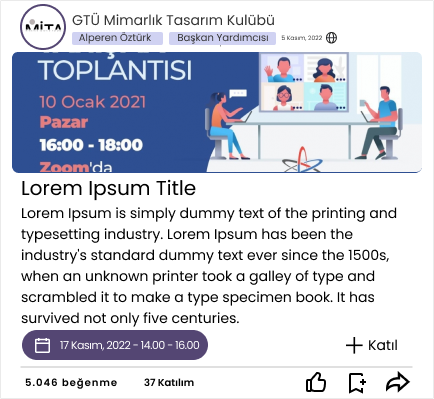 MİTA
GTÜ Mimarlık Tasarım Kulübü
Alperen Öztürk Başkan Yardımcısı 5 Kasım, 2022
TOPLANTISI
10 Ocak 2021
Pazar
16:00 - 18:00
Zoom'da
Lorem Ipsum Title
Lorem Ipsum is simply dummy text of the printing and
typesetting industry. Lorem Ipsum has been the
industry's standard dummy text ever since the 1500s,
when an unknown printer took a galley of type and
scrambled it to make a type specimen book. It has
survived not only five centuries.
17 Kasım, 2022 - 14.00 - 16.00
Katıl
5.046 beğenme 37 Katılım